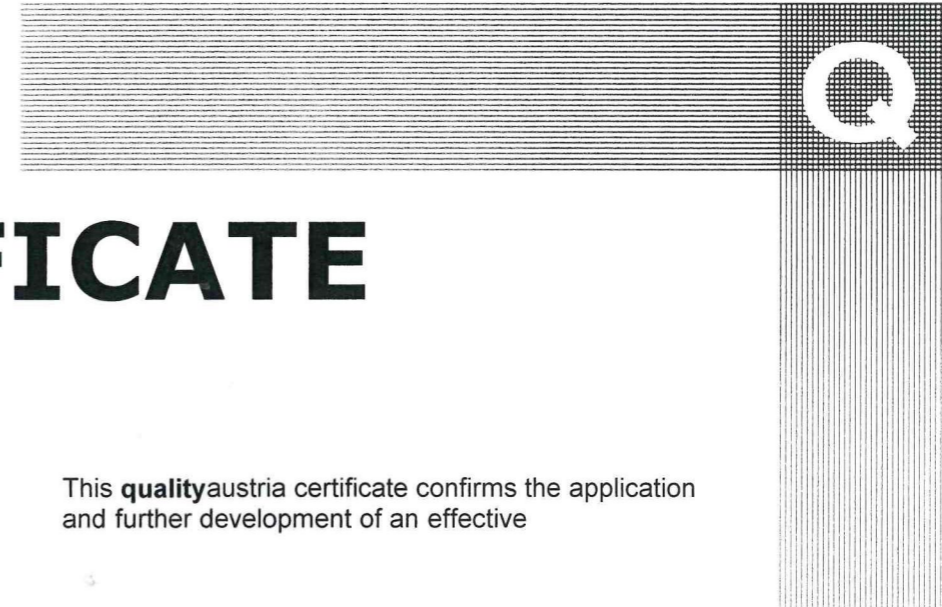 Q
FICATE
This qualityaustria certificate confirms the application
and further development of an effective